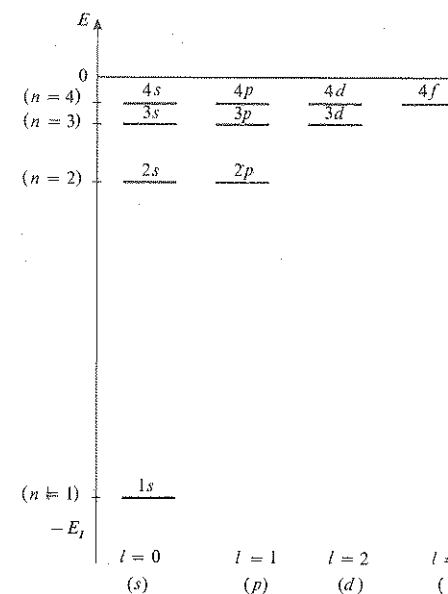 E
0
(n = 4) 4s 4p 4d 4f
(n = 3) 3s 3p 3d
(n = 2) 2s 2p
(n = 1) 1s
−E_I
l = 0 l = 1 l = 2 l =
(s) (p) (d) (